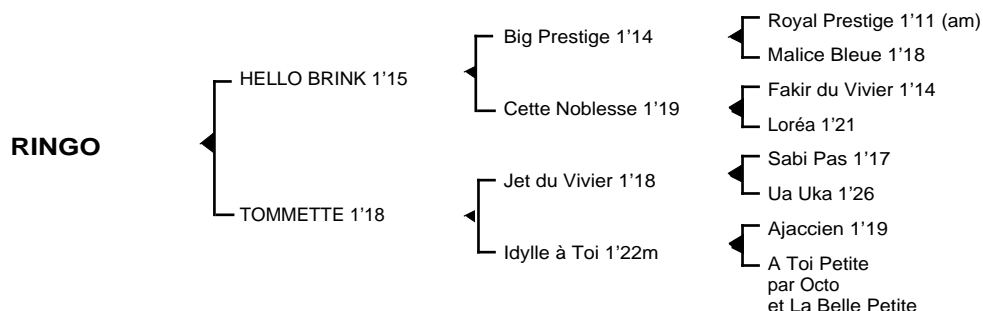 RINGO
HELLO BRINK 1’15
TOMMETTE 1’18
Big Prestige 1’14
Cette Noblesse 1’19
Jet du Vivier 1’18
Idylle à Toi 1’22m
Royal Prestige 1’11 (am)
Malice Bleue 1’18
Fakir du Vivier 1’14
Loréa 1’21
Sabi Pas 1’17
Ua Uka 1’26
Ajaccien 1’19
A Toi Petite
par Octo
et La Belle Petite